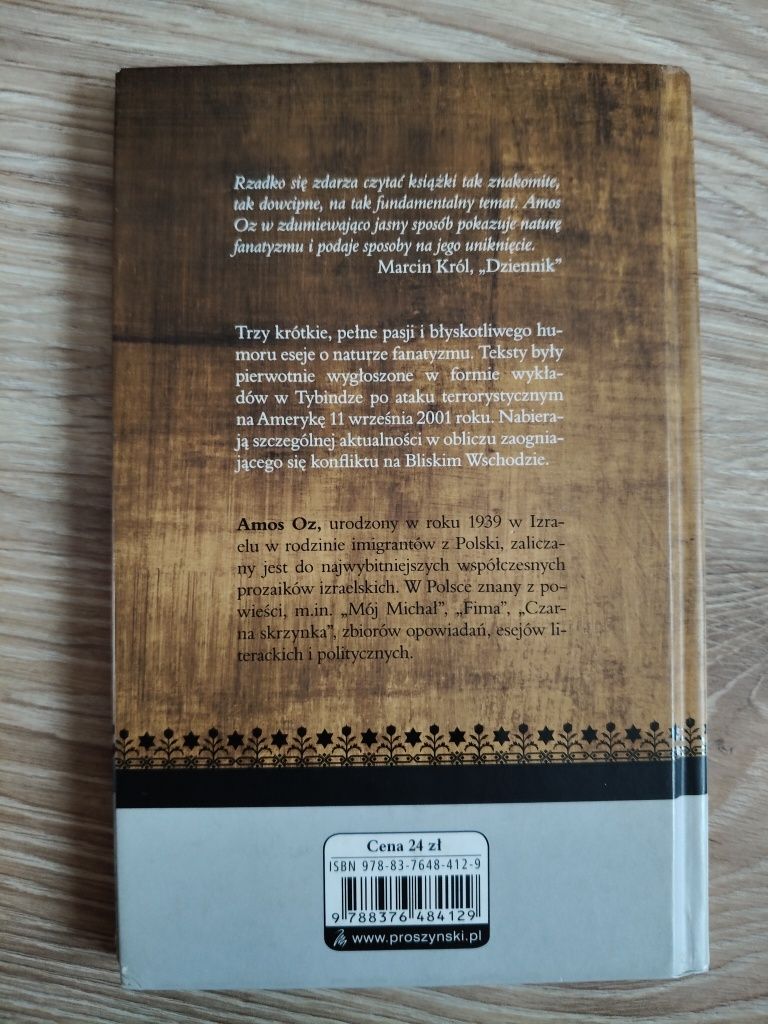 Rzadko się zdarza czytać książki tak znakomite,
tak dowcipne, na tak fundamentalny temat. Amos
Oz w zdumiewająco jasny sposób pokazuje naturę
fanatyzmu i podaje sposoby na jego uniknięcie.
Marcin Król, „Dziennik”
Trzy krótkie, pełne pasji i błyskotliwego hu-
moru eseje o naturze fanatyzmu. Teksty były
pierwotnie wygłoszone w formie wykła-
dów w Tybindze po ataku terrorystycznym
na Amerykę 11 września 2001 roku. Nabiera-
ją szczególnej aktualności w obliczu zaognia-
jącego się konfliktu na Bliskim Wschodzie.
Amos Oz, urodzony w roku 1939 w Izra-
elu w rodzinie imigrantów z Polski, zalicza-
ny jest do najwybitniejszych współczesnych
prozaików izraelskich. W Polsce znany z po-
wieści, m.in. „Mój Michał”, „Fima”, „Czar-
na skrzynka”, zbiorów opowiadań, esejów li-
terackich i politycznych.
Cena 24 zł
ISBN 978-83-7648-412-9
9 788376 484129
www.proszynski.pl